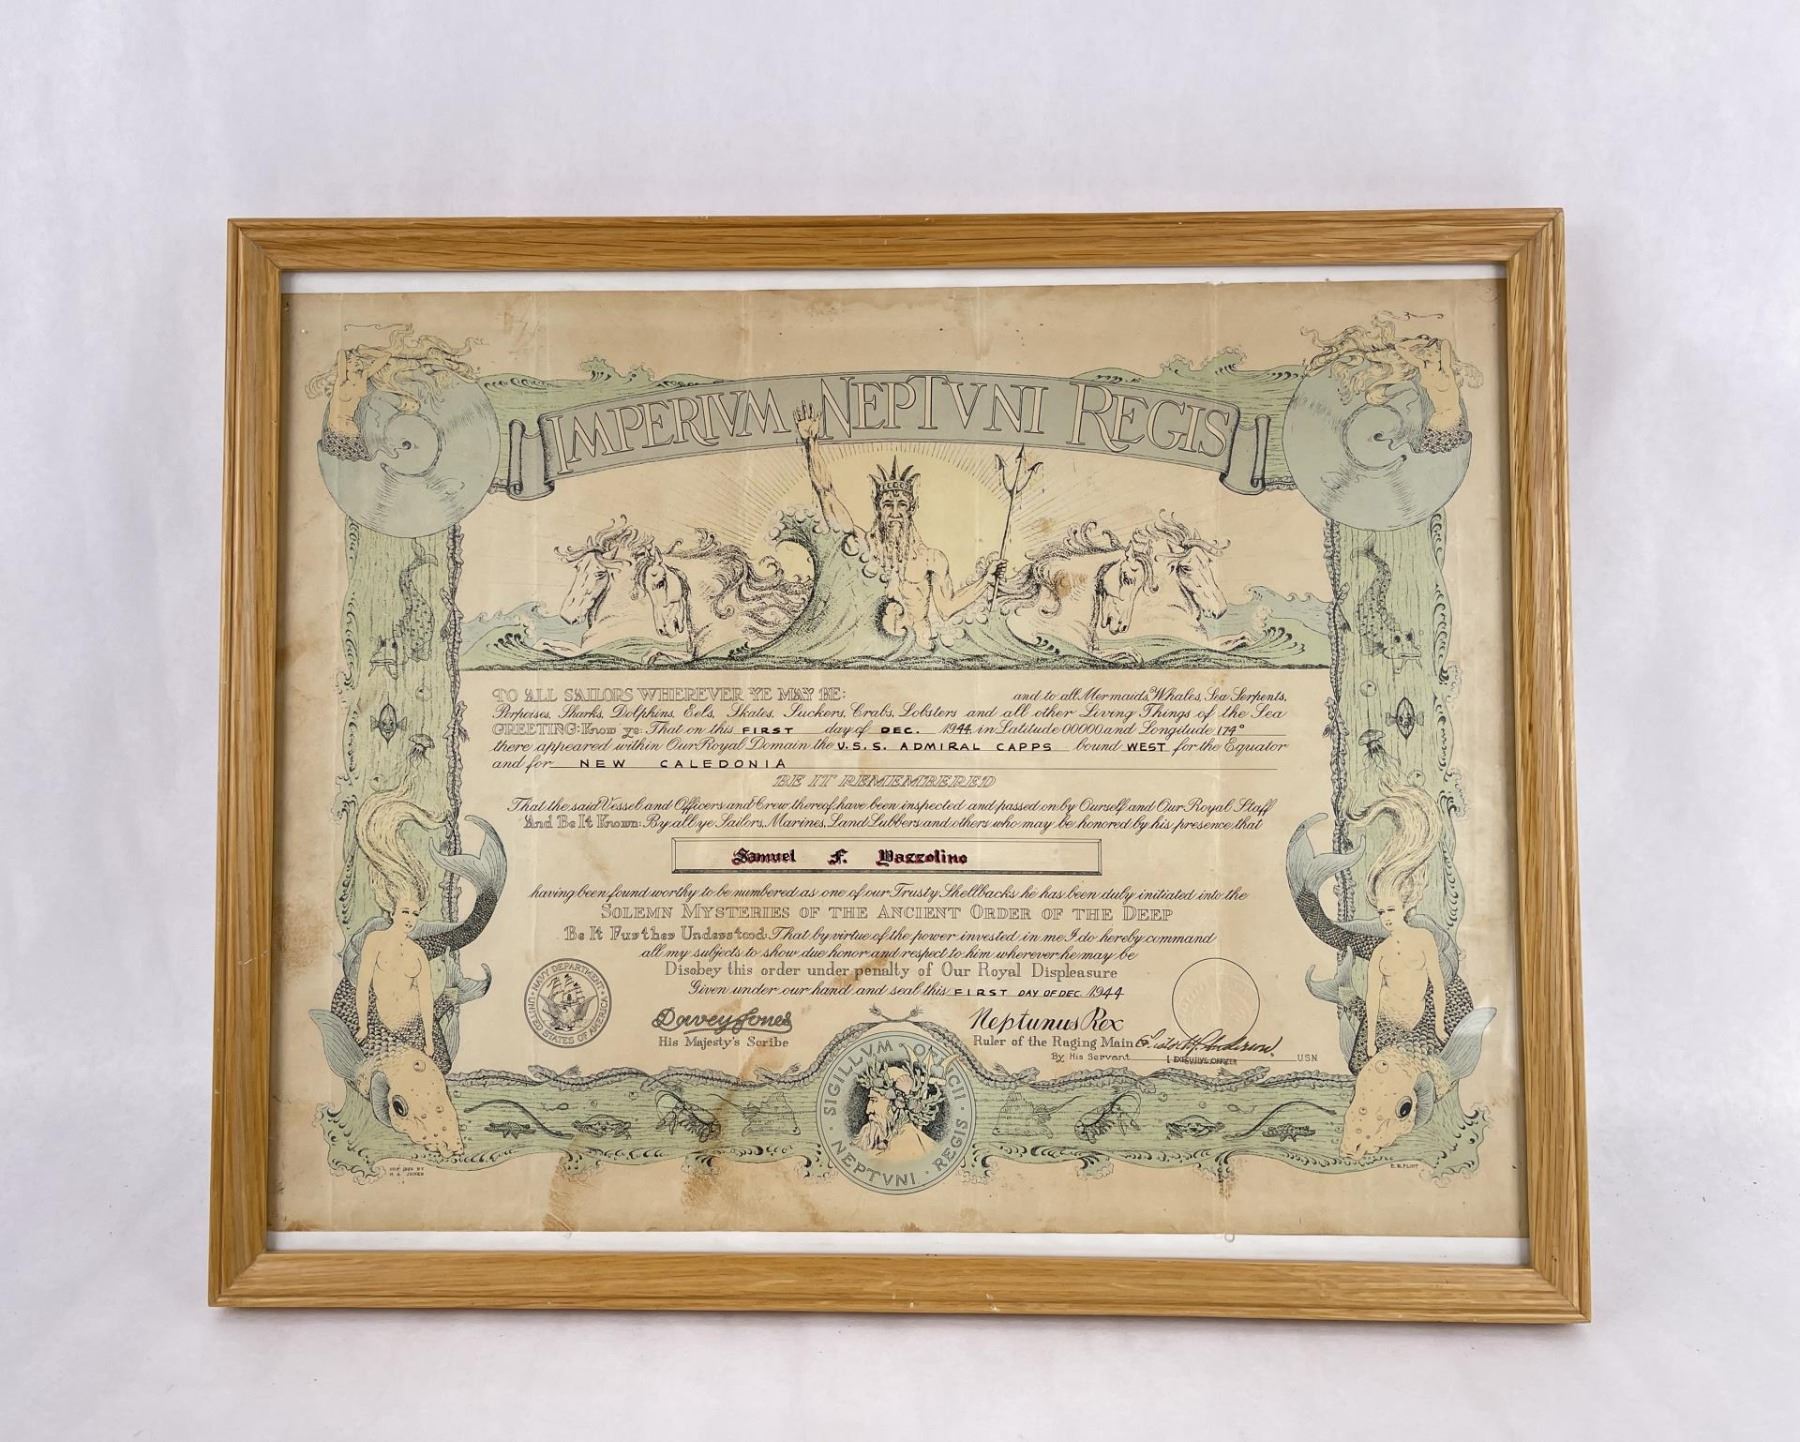 IMPERIVM NEPTVNI REGIS
TO ALL SAILORS WHEREVER YE MAY BE: and to all Mermaids, Whales, Sea Serpents,
Porpoises, Sharks, Dolphins, Eels, Skates, Suckers, Crabs, Lobsters and all other Living Things of the Sea
GREETING: Know ye: That on this FIRST day of DEC. 1944 in Latitude 00000 and Longitude 174°
there appeared within Our Royal Domain the U.S.S. ADMIRAL CAPPS bound WEST for the Equator
and for NEW CALEDONIA
BE IT REMEMBERED
That the said Vessel and Officers and Crew thereof have been inspected and passed on by Ourself and Our Royal Staff
And Be It Known: By all ye Sailors, Marines, Land Lubbers and others who may be honored by his presence that
Samuel F. Vazzolino
having been found worthy to be numbered as one of our Trusty Shellbacks he has been duly initiated into the
SOLEMN MYSTERIES OF THE ANCIENT ORDER OF THE DEEP
Be It Further Understood: That by virtue of the power invested in me I do hereby command
all my subjects to show due honor and respect to him wherever he may be
Disobey this order under penalty of Our Royal Displeasure
Given under our hand and seal this FIRST DAY OF DEC. 1944
NAVY DEPARTMENT
UNITED STATES OF AMERICA
Davey Jones
His Majesty's Scribe
Neptunus Rex
Ruler of the Raging Main
By His Servant EXECUTIVE OFFICER USN
SIGILLVM
NEPTVNI REGIS
H. A. JONES